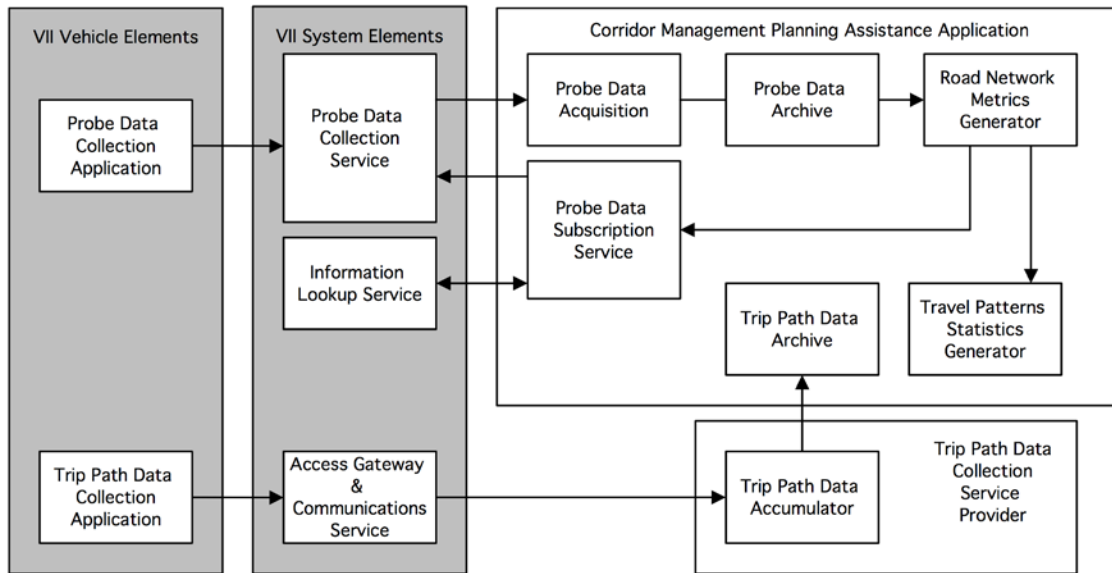 VII Vehicle Elements
Probe Data
Collection
Application
Trip Path Data
Collection
Application
VII System Elements
Probe Data
Collection
Service
Information
Lookup Service
Access Gateway
&
Communications
Service
Corridor Management Planning Assistance Application
Probe Data
Acquisition
Probe Data
Archive
Road Network
Metrics
Generator
Probe Data
Subscription
Service
Trip Path Data
Archive
Travel Patterns
Statistics
Generator
Trip Path Data
Accumulator
Trip Path Data
Collection
Service
Provider